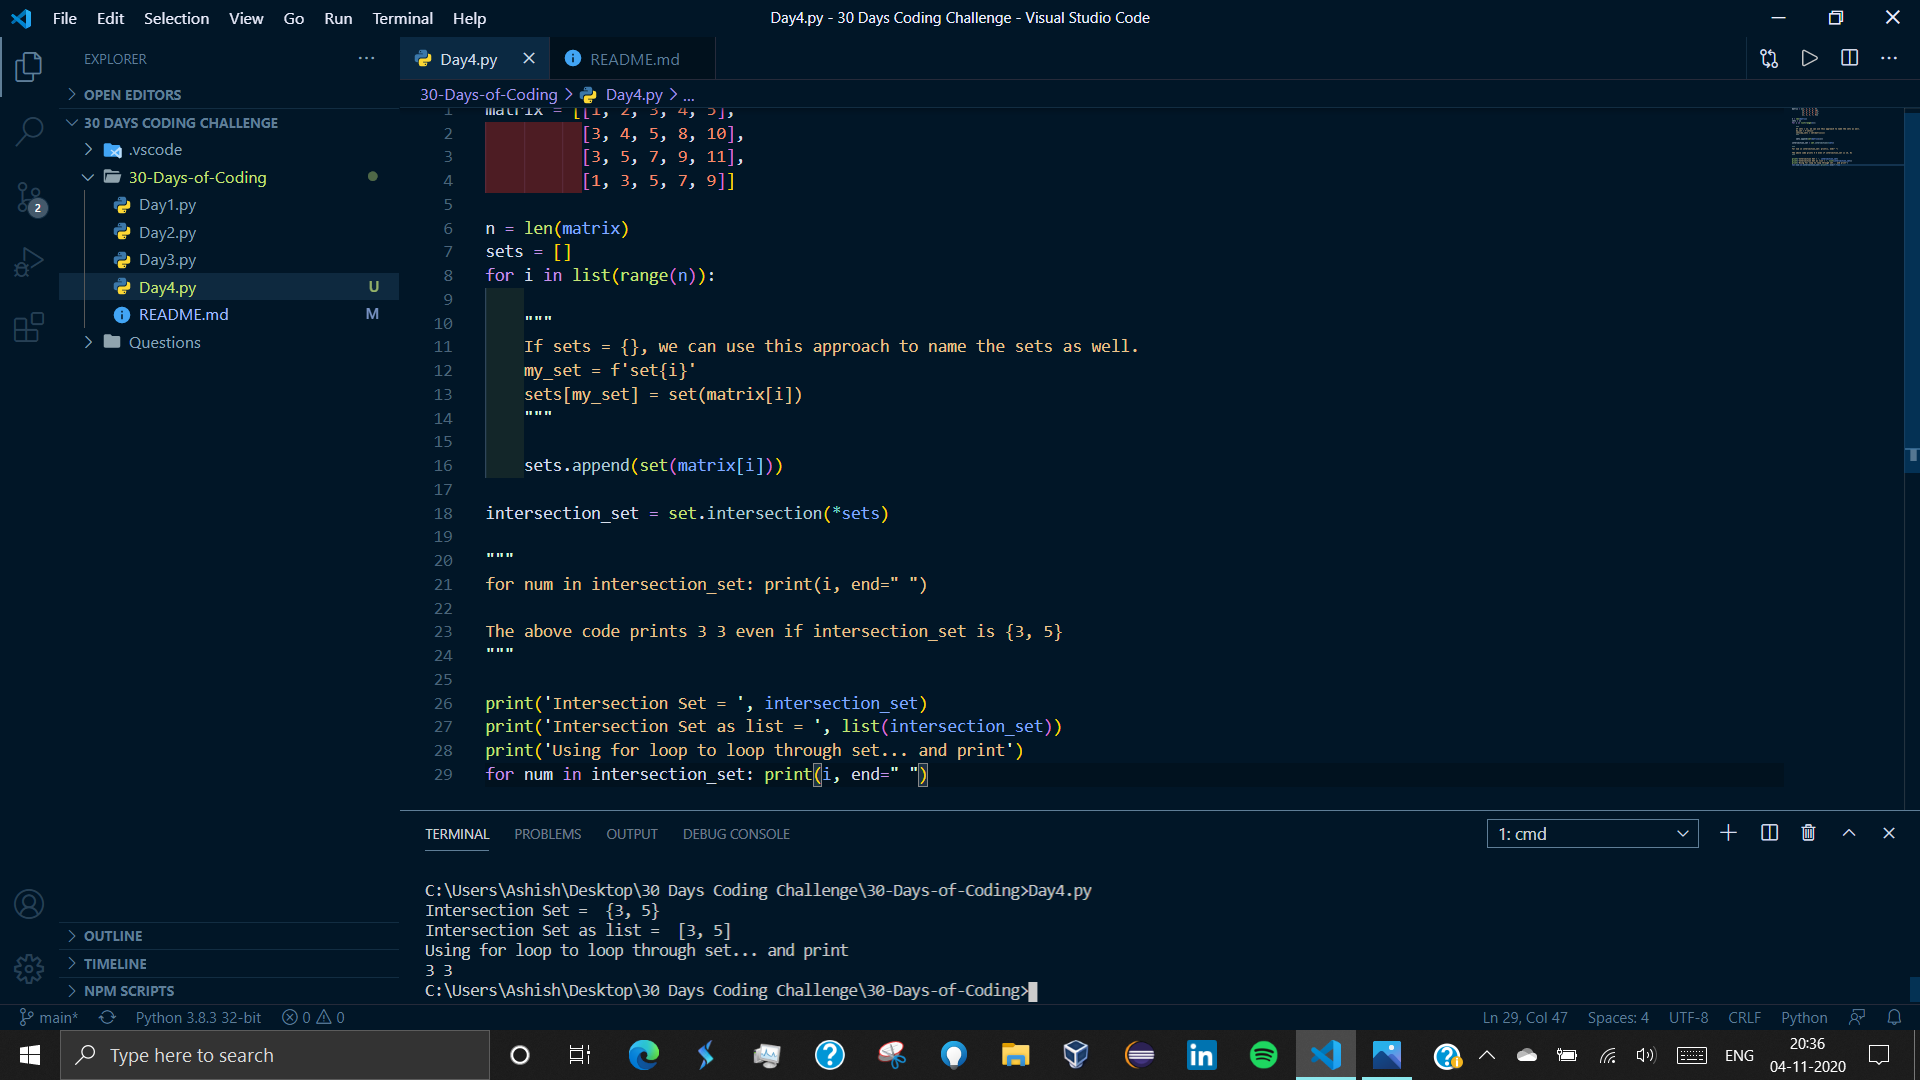 File Edit Selection View Go Run Terminal Help
Day4.py - 30 Days Coding Challenge - Visual Studio Code
EXPLORER
OPEN EDITORS
30 DAYS CODING CHALLENGE
.vscode
30-Days-of-Coding
Day1.py
Day2.py
Day3.py
Day4.py U
README.md M
Questions
OUTLINE
TIMELINE
NPM SCRIPTS
2
Day4.py README.md
30-Days-of-Coding > Day4.py > ...
1 matrix = [[1, 2, 3, 4, 5],
2 [3, 4, 5, 8, 10],
3 [3, 5, 7, 9, 11],
4 [1, 3, 5, 7, 9]]
5
6 n = len(matrix)
7 sets = []
8 for i in list(range(n)):
9
10 """
11 If sets = {}, we can use this approach to name the sets as well.
12 my_set = f'set{i}'
13 sets[my_set] = set(matrix[i])
14 """
15
16 sets.append(set(matrix[i]))
17
18 intersection_set = set.intersection(*sets)
19
20 """
21 for num in intersection_set: print(i, end=" ")
22
23 The above code prints 3 3 even if intersection_set is {3, 5}
24 """
25
26 print('Intersection Set = ', intersection_set)
27 print('Intersection Set as list = ', list(intersection_set))
28 print('Using for loop to loop through set... and print')
29 for num in intersection_set: print(i, end=" ")
TERMINAL PROBLEMS OUTPUT DEBUG CONSOLE
1: cmd
C:\Users\Ashish\Desktop\30 Days Coding Challenge\30-Days-of-Coding>Day4.py
Intersection Set =  {3, 5}
Intersection Set as list =  [3, 5]
Using for loop to loop through set... and print
3 3
C:\Users\Ashish\Desktop\30 Days Coding Challenge\30-Days-of-Coding>
main* Python 3.8.3 32-bit 0 0 Ln 29, Col 47 Spaces: 4 UTF-8 CRLF Python
Type here to search
ENG
20:36
04-11-2020